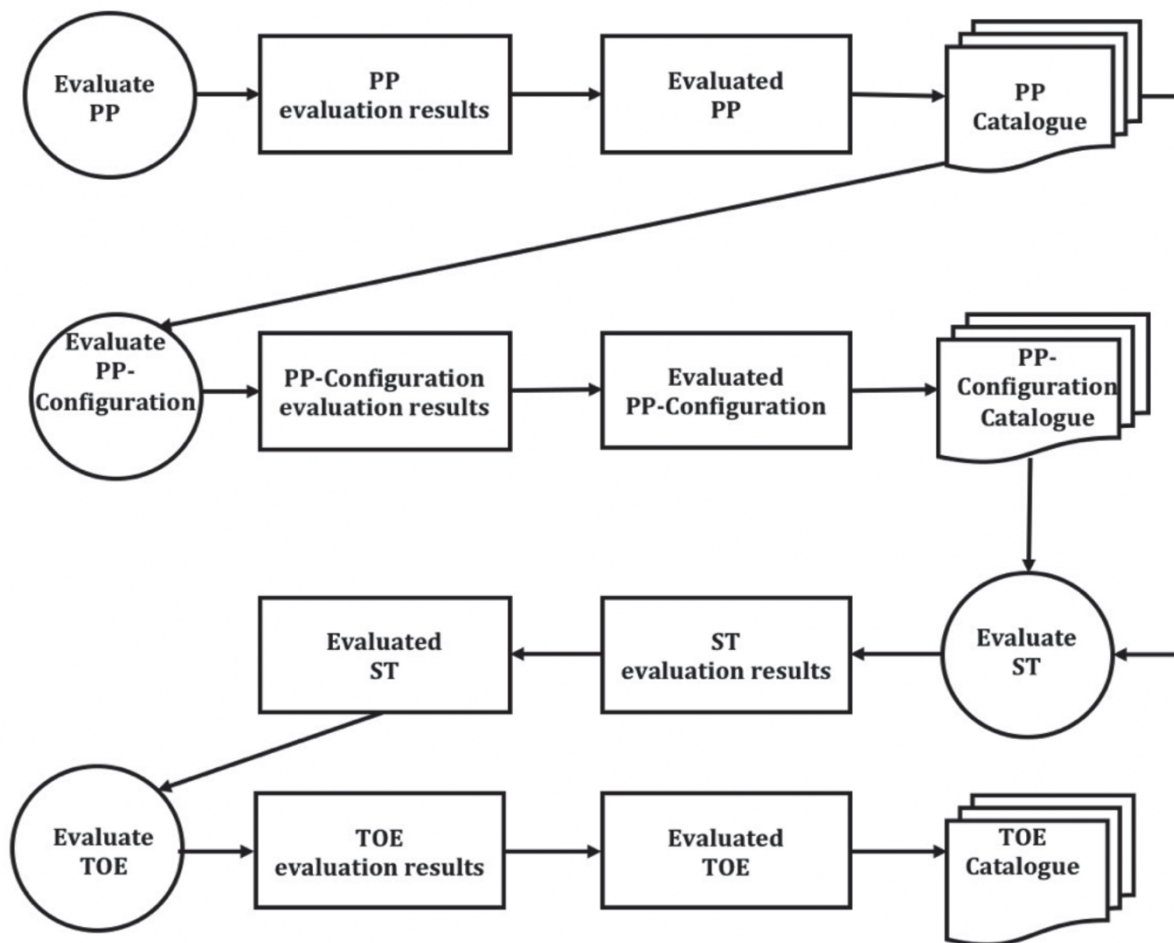 Evaluate
PP
PP
evaluation results
Evaluated
PP
PP
Catalogue
Evaluate
PP-
Configuration
PP-Configuration
evaluation results
Evaluated
PP-Configuration
PP-
Configuration
Catalogue
Evaluated
ST
ST
evaluation results
Evaluate
ST
Evaluate
TOE
TOE
evaluation results
Evaluated
TOE
TOE
Catalogue